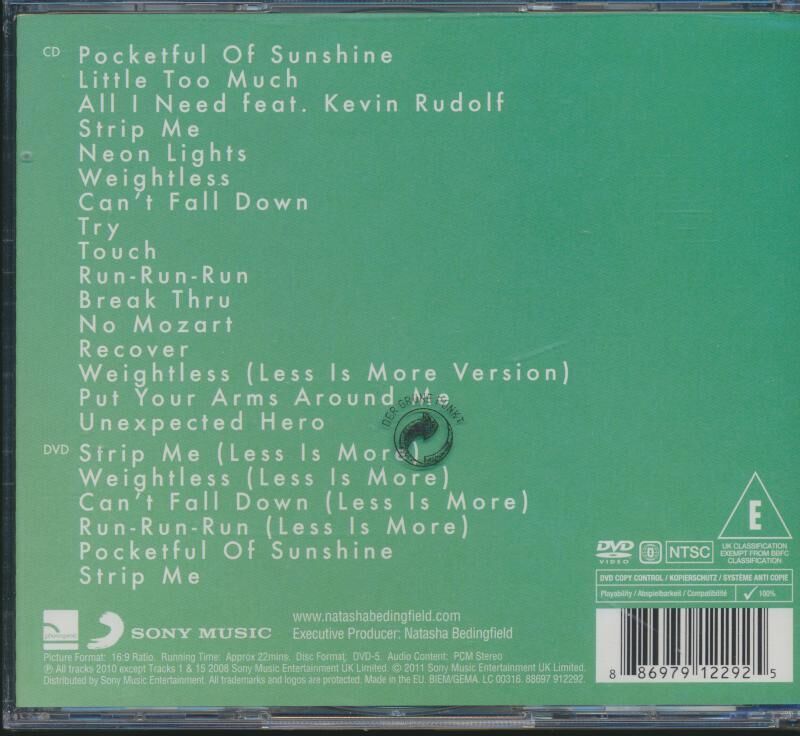 CD Pocketful Of Sunshine
Little Too Much
All I Need feat. Kevin Rudolf
Strip Me
Neon Lights
Weightless
Can't Fall Down
Try
Touch
Run-Run-Run
Break Thru
No Mozart
Recover
Weightless (Less Is More Version)
Put Your Arms Around Me
Unexpected Hero
DER GRÜNE PUNKT
DVD Strip Me (Less Is More)
Weightless (Less Is More)
Can't Fall Down (Less Is More)
Run-Run-Run (Less Is More)
Pocketful Of Sunshine
Strip Me
E
UK CLASSIFICATION
EXEMPT FROM BBFC
CLASSIFICATION
DVD
VIDEO
0
NTSC
DVD COPY CONTROL / KOPIERSCHUTZ / SYSTÈME ANTI COPIE
Playability / Abspielbarkeit / Compatibilité ✓ 100%
phonogenic
SONY MUSIC
www.natashabedingfield.com
Executive Producer: Natasha Bedingfield
Picture Format: 16:9 Ratio. Running Time: Approx 22mins. Disc Format: DVD-5. Audio Content: PCM Stereo
℗ All tracks 2010 except Tracks 1 & 15 2008 Sony Music Entertainment UK Limited. © 2011 Sony Music Entertainment UK Limited.
Distributed by Sony Music Entertainment. All trademarks and logos are protected. Made in the EU. BIEM/GEMA. LC 00316. 88697 912292.
8 86979 12292 5